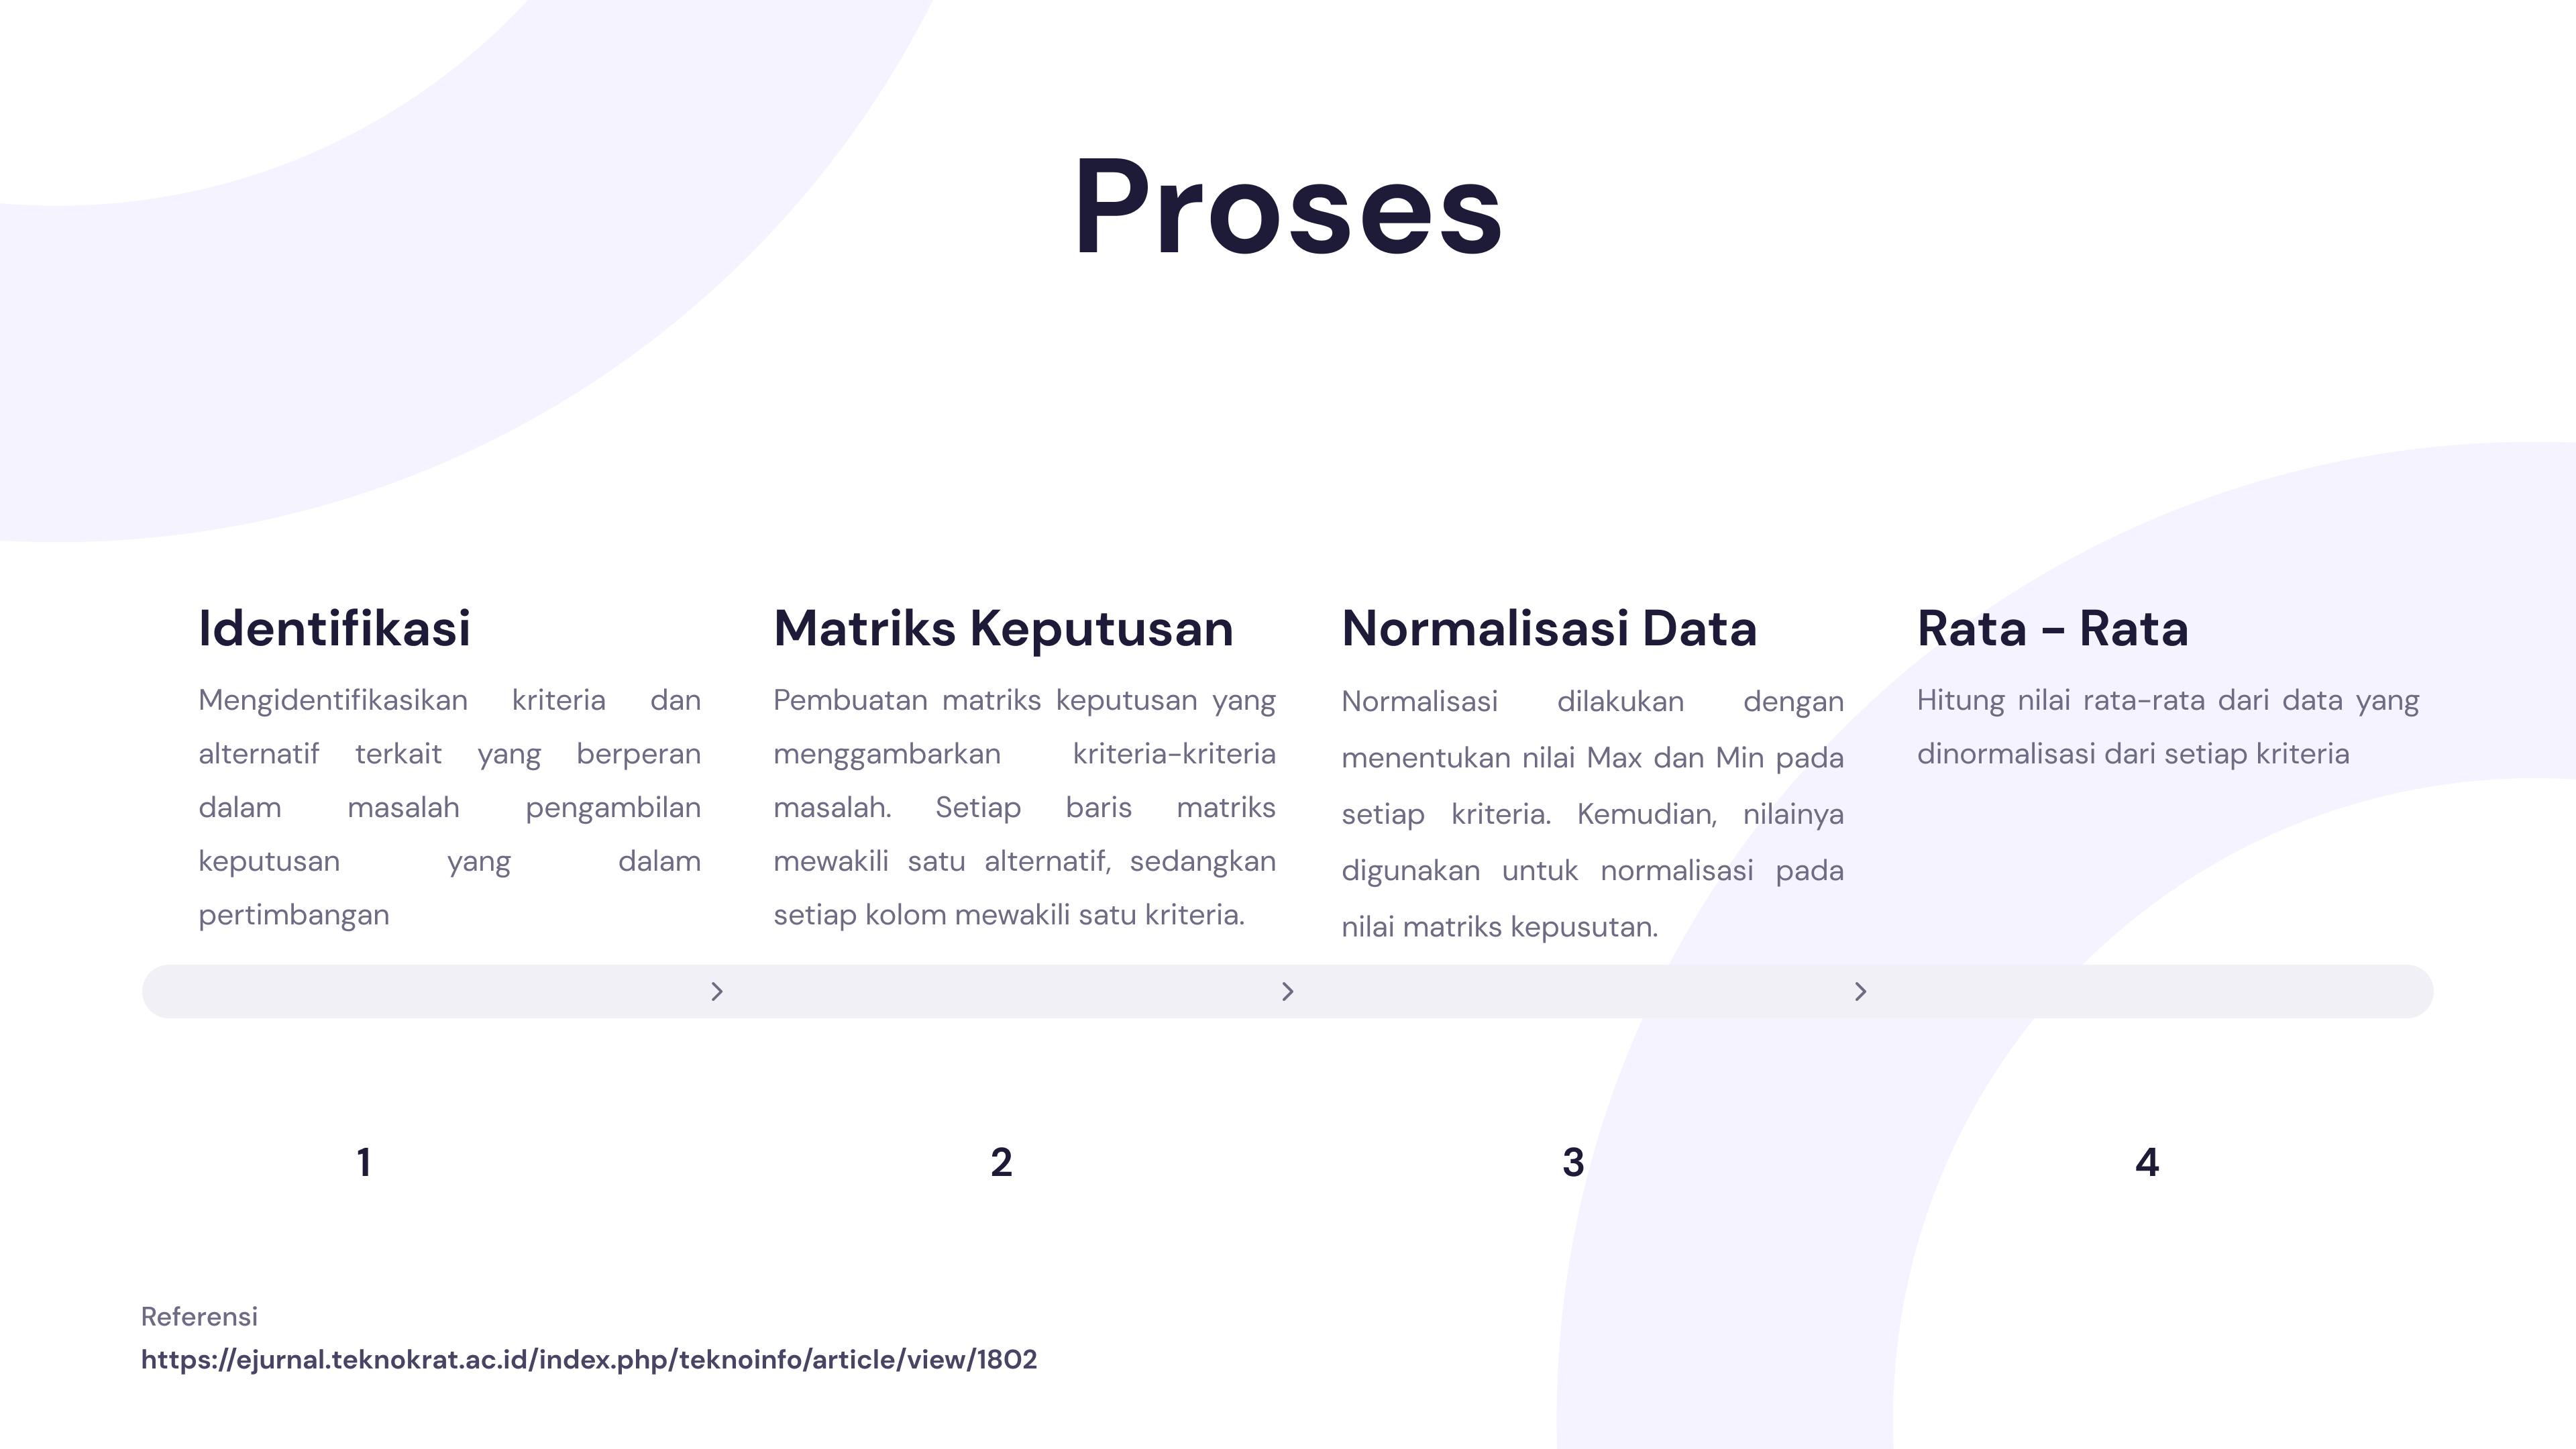 Proses
Identifikasi
Mengidentifikasikan kriteria dan
alternatif terkait yang berperan
dalam masalah pengambilan
keputusan yang dalam
pertimbangan
Matriks Keputusan
Pembuatan matriks keputusan yang
menggambarkan kriteria-kriteria
masalah. Setiap baris matriks
mewakili satu alternatif, sedangkan
setiap kolom mewakili satu kriteria.
Normalisasi Data
Normalisasi dilakukan dengan
menentukan nilai Max dan Min pada
setiap kriteria. Kemudian, nilainya
digunakan untuk normalisasi pada
nilai matriks kepusutan.
Rata - Rata
Hitung nilai rata-rata dari data yang
dinormalisasi dari setiap kriteria
1
2
3
4
Referensi
https://ejurnal.teknokrat.ac.id/index.php/teknoinfo/article/view/1802